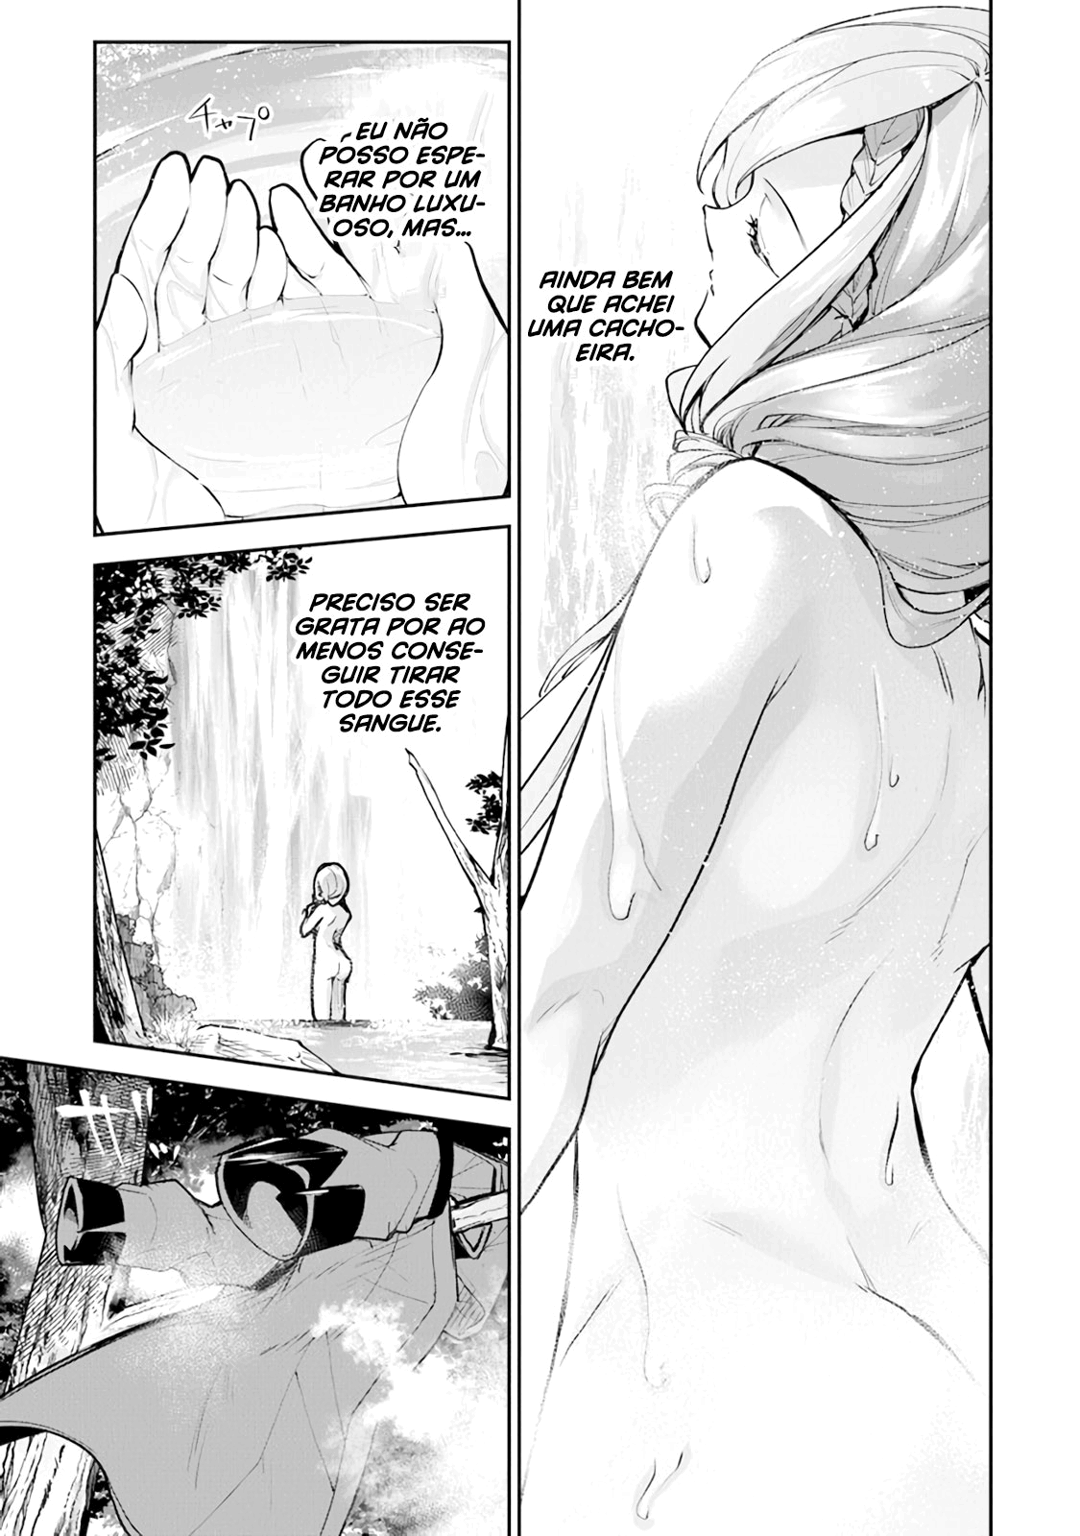 AINDA BEM
QUE ACHEI
UMA CACHO-
EIRA.
チャプ
EU NÃO
POSSO ESPE-
RAR POR UM
BANHO LUXU-
OSO, MAS...
PRECISO SER
GRATA POR AO
MENOS CONSE-
GUIR TIRAR
TODO ESSE
SANGUE.
ザ